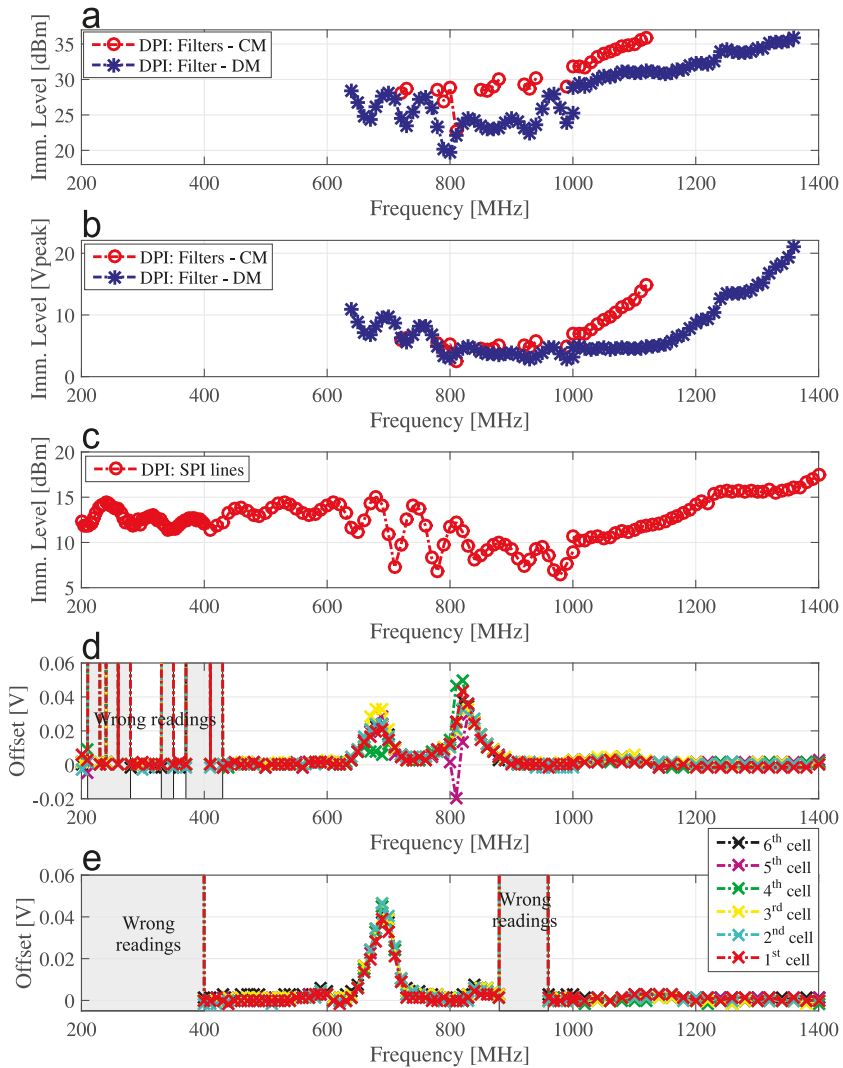 a
Imm. Level [dBm]
35
30
25
20
DPI: Filters - CM
DPI: Filter - DM
200 400 600 800 1000 1200 1400
Frequency [MHz]
b
Imm. Level [Vpeak]
20
10
0
DPI: Filters - CM
DPI: Filter - DM
200 400 600 800 1000 1200 1400
Frequency [MHz]
c
Imm. Level [dBm]
20
15
10
5
DPI: SPI lines
200 400 600 800 1000 1200 1400
Frequency [MHz]
d
Offset [V]
0.06
0.04
0.02
0
-0.02
Wrong readings
200 400 600 800 1000 1200 1400
Frequency [MHz]
e
Offset [V]
0.06
0.04
0.02
0
Wrong
readings
Wrong
readings
6th cell
5th cell
4th cell
3rd cell
2nd cell
1st cell
200 400 600 800 1000 1200 1400
Frequency [MHz]